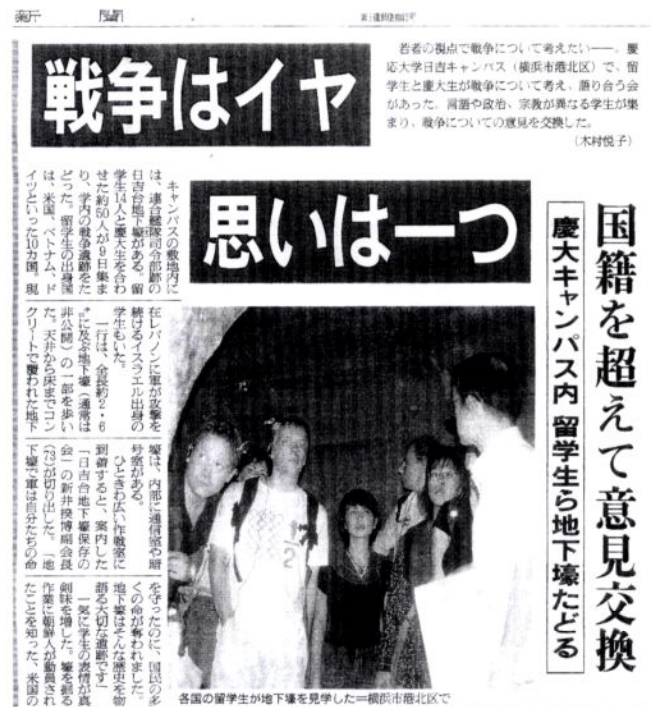 新聞
戦争はイヤ
思いは一つ
国籍を超えて意見交換
慶大キャンパス内 留学生ら地下壕たどる
若者の視点で戦争について考えたい――。慶
応大学日吉キャンパス(横浜市港北区)で、留
学生と慶大生が戦争について考え、語り合う会
があった。言語や政治、宗教が異なる学生が集
まり、戦争についての意見を交換した。
(木村悦子)
キャンパスの敷地内に
は、連合艦隊司令部跡の
日吉台地下壕がある。留
学生14人と慶大生を合わ
せた約50人が9日集ま
り、学内の戦争遺跡をた
どった。留学生の出身国
は、米国、ベトナム、ド
イツといった10カ国。現
在レバノンに軍が攻撃を
続けるイスラエル出身の
学生もいた。
一行は、全長約2・6
㌔に及ぶ地下壕(通常は
非公開)の一部を歩い
た。天井から床までコン
クリートで覆われた地下
壕は、内部に通信室や暗
号室がある。
ひときわ広い作戦室に
到着すると、案内した
「日吉台地下壕保存の
会」の新井揆博副会長
(72)が切り出した。「地
下壕で軍は自分たちの命
を守ったのに、国民の多
くの命が奪われました。
地下壕はそんな歴史を物
語る大切な遺跡です」
一気に学生の表情が真
剣味を増した。壕を掘る
作業に朝鮮人が動員され
たことを知った、米国の
各国の留学生が地下壕を見学した=横浜市港北区で